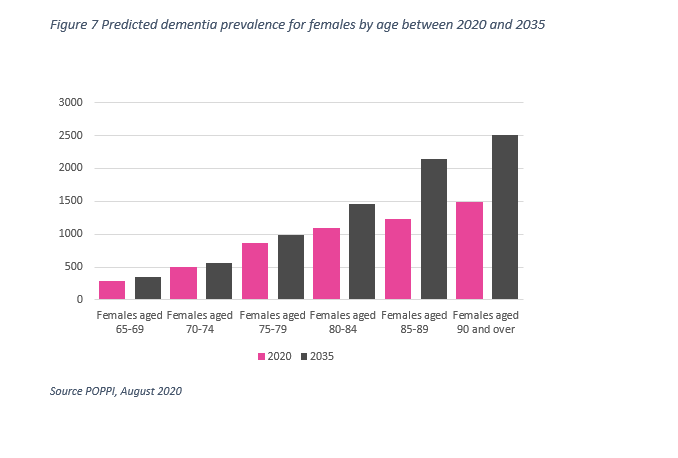 Figure 7 Predicted dementia prevalence for females by age between 2020 and 2035
3000
2500
2000
1500
1000
500
0
Females aged Females aged Females aged Females aged Females aged Females aged
65-69 70-74 75-79 80-84 85-89 90 and over
2020 2035
Source POPPI, August 2020